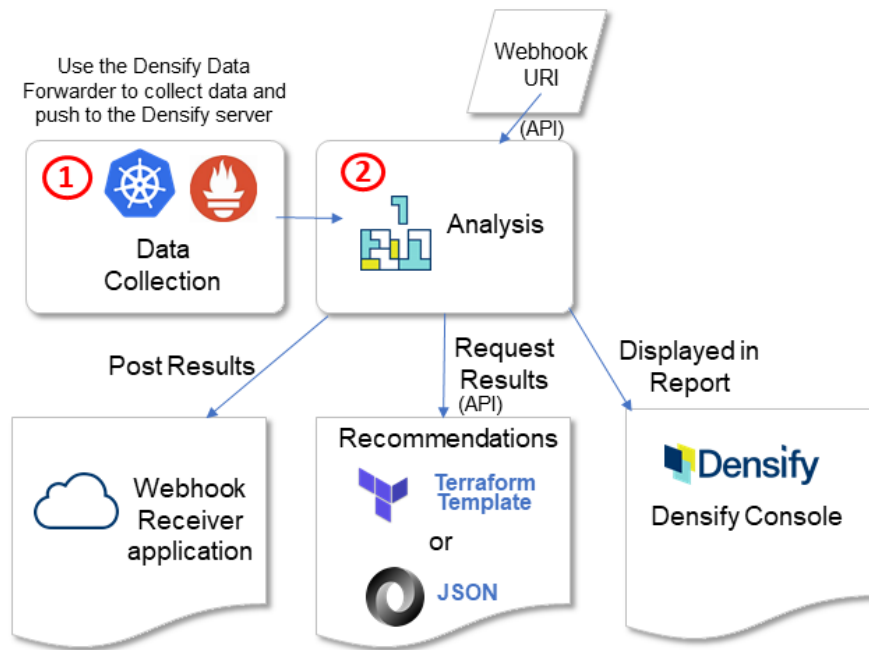 Use the Densify Data
Forwarder to collect data and
push to the Densify server
Webhook
URI
(API)
1
Data
Collection
2
Analysis
Post Results
Request
Results
(API)
Displayed in
Report
Webhook
Receiver
application
Recommendations
Terraform
Template
or
JSON
Densify
Densify Console